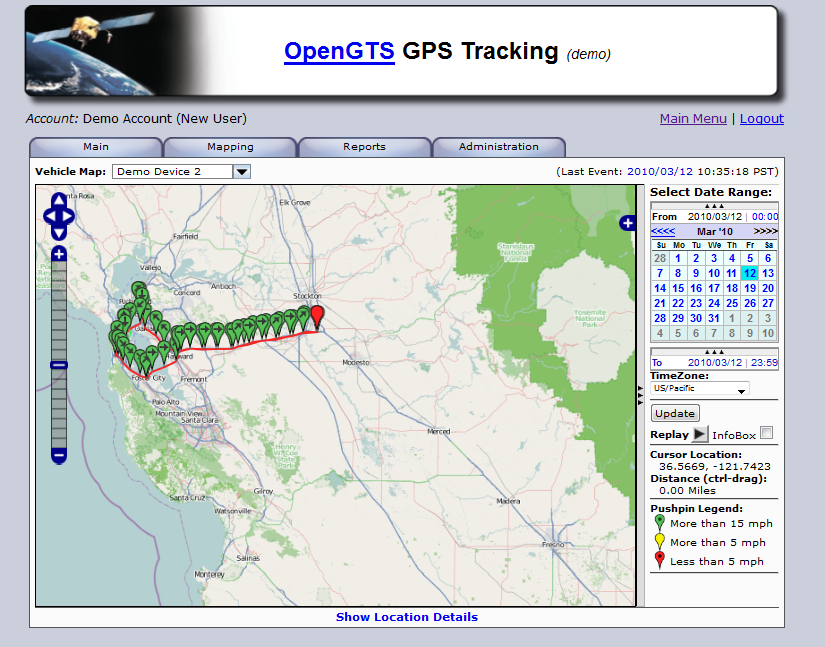 OpenGTS GPS Tracking (demo)
Account: Demo Account (New User)
Main Menu | Logout
Main
Mapping
Reports
Administration
Vehicle Map: Demo Device 2
(Last Event: 2010/03/12 10:35:18 PST)
Elk Grove
Fairfield
Vallejo
Concord
Antioch
Stockton
Hayward
Foster City
Fremont
Palo Alto
Mountain View
Santa Clara
Modesto
Merced
Stanislaus
National
Forest
Yosemite
National
Park
Henry
W. Coe
State
Park
Gilroy
Santa Cruz
Watsonville
Madera
Fresno
Salinas
Monterey
Show Location Details
Select Date Range:
From 2010/03/12 | 00:00
<<<< Mar '10 >>>>
Su Mo Tu We Th Fr Sa
28 1 2 3 4 5 6
7 8 9 10 11 12 13
14 15 16 17 18 19 20
21 22 23 24 25 26 27
28 29 30 31 1 2 3
4 5 6 7 8 9 10
To 2010/03/12 | 23:59
TimeZone:
US/Pacific
Update
Replay InfoBox
Cursor Location:
36.5669, -121.7423
Distance (ctrl-drag):
0.00 Miles
Pushpin Legend:
More than 15 mph
More than 5 mph
Less than 5 mph